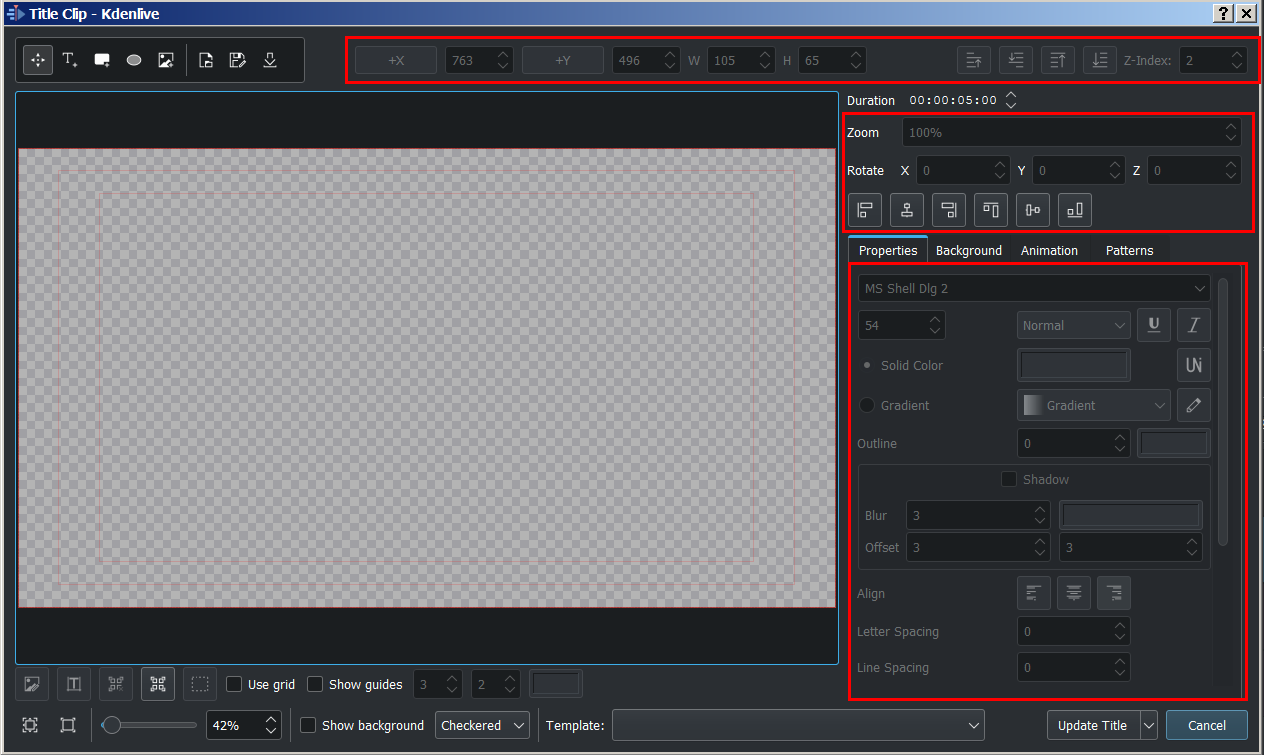 Title Clip - Kdenlive
+X 763 +Y 496 W 105 H 65 Z-Index: 2
Duration 00:00:05:00
Zoom 100%
Rotate X 0 Y 0 Z 0
Properties Background Animation Patterns
MS Shell Dlg 2
54 Normal U I
Solid Color
Gradient Gradient
Outline 0
Shadow
Blur 3
Offset 3 3
Align
Letter Spacing 0
Line Spacing 0
Use grid Show guides 3 2
42% Show background Checkered Template: Update Title Cancel